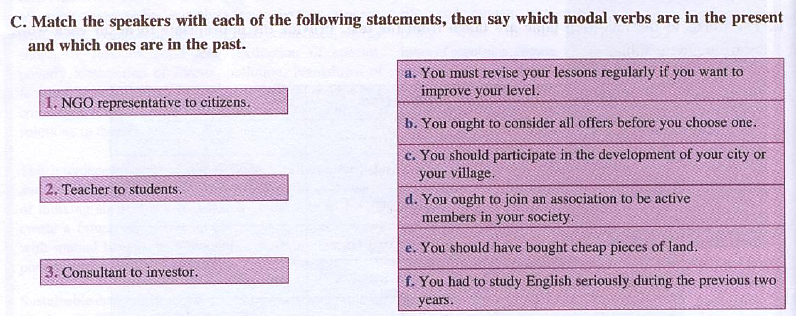 C. Match the speakers with each of the following statements, then say which modal verbs are in the present
and which ones are in the past.
1. NGO representative to citizens.
2. Teacher to students.
3. Consultant to investor.
a. You must revise your lessons regularly if you want to
improve your level.
b. You ought to consider all offers before you choose one.
c. You should participate in the development of your city or
your village.
d. You ought to join an association to be active
members in your society.
e. You should have bought cheap pieces of land.
f. You had to study English seriously during the previous two
years.